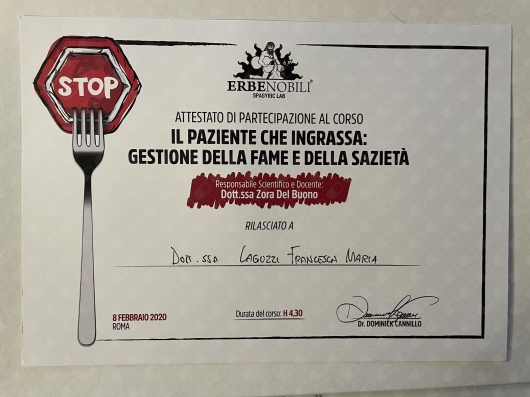 STOP
ERBENOBILI®
SPAGYRIC LAB
ATTESTATO DI PARTECIPAZIONE AL CORSO
IL PAZIENTE CHE INGRASSA:
GESTIONE DELLA FAME E DELLA SAZIETÀ
Responsabile Scientifico e Docente:
Dott.ssa Zora Del Buono
RILASCIATO A
DOTT.SSA LAGUZZI FRANCESCA MARIA
8 FEBBRAIO 2020
ROMA
Durata del corso: H 4,30
Dr. DOMINICK CANNILLO